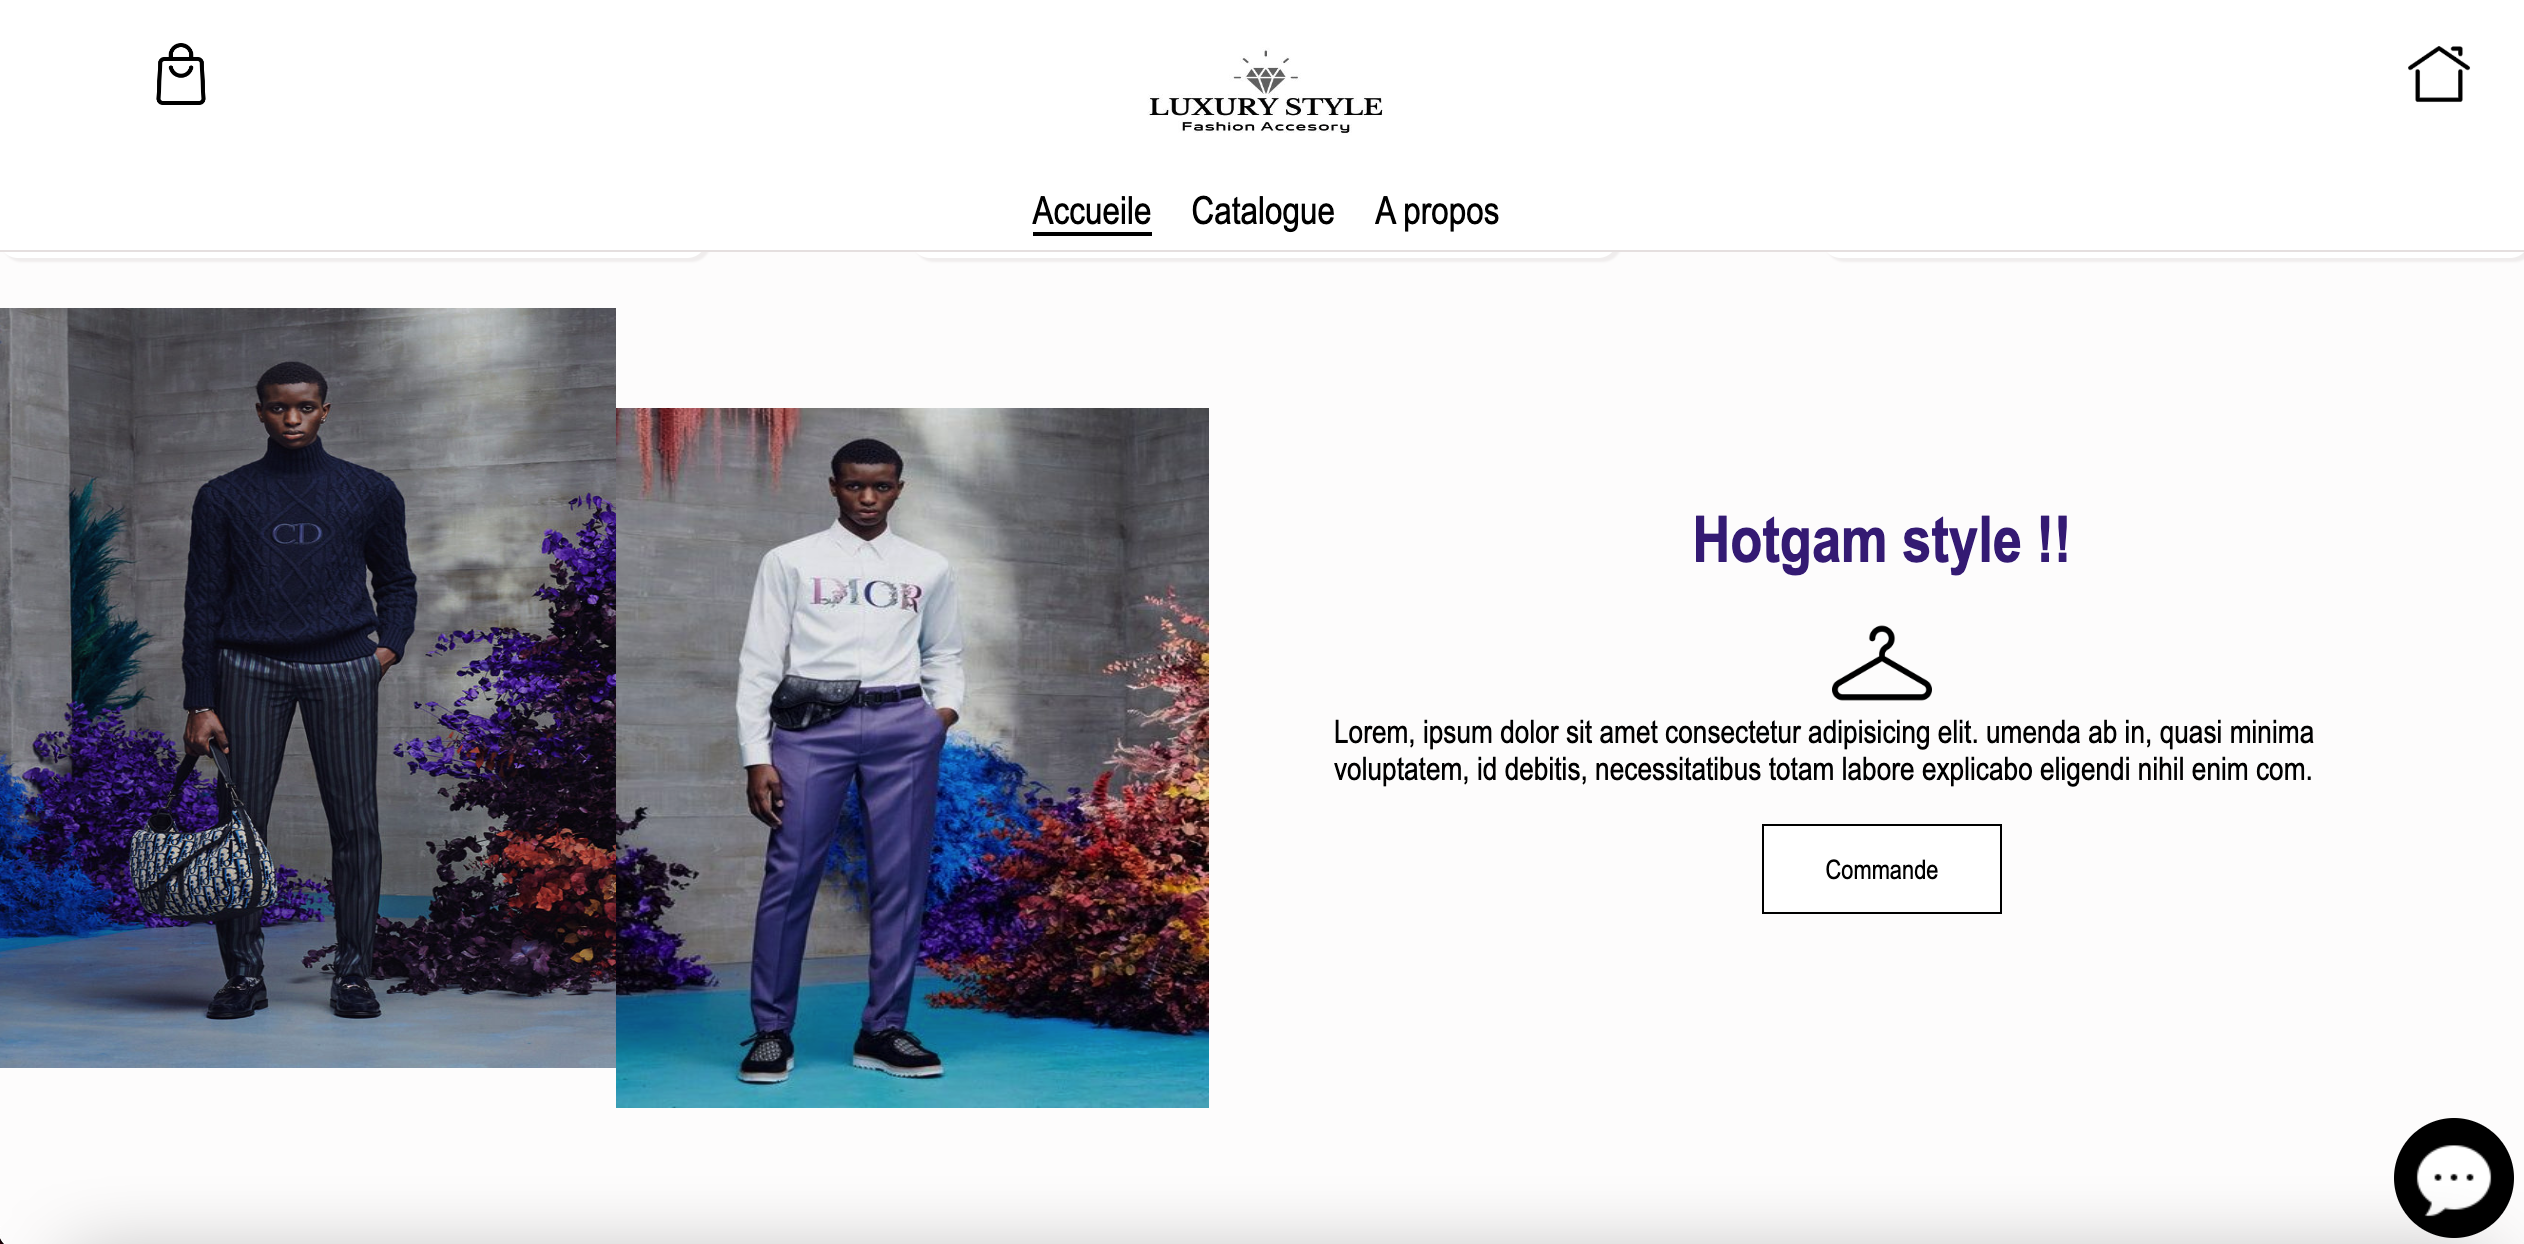 LUXURY STYLE
Fashion Accesory
Accueile Catalogue A propos
CD
DIOR
Hotgam style !!
Lorem, ipsum dolor sit amet consectetur adipisicing elit. umenda ab in, quasi minima
voluptatem, id debitis, necessitatibus totam labore explicabo eligendi nihil enim com.
Commande